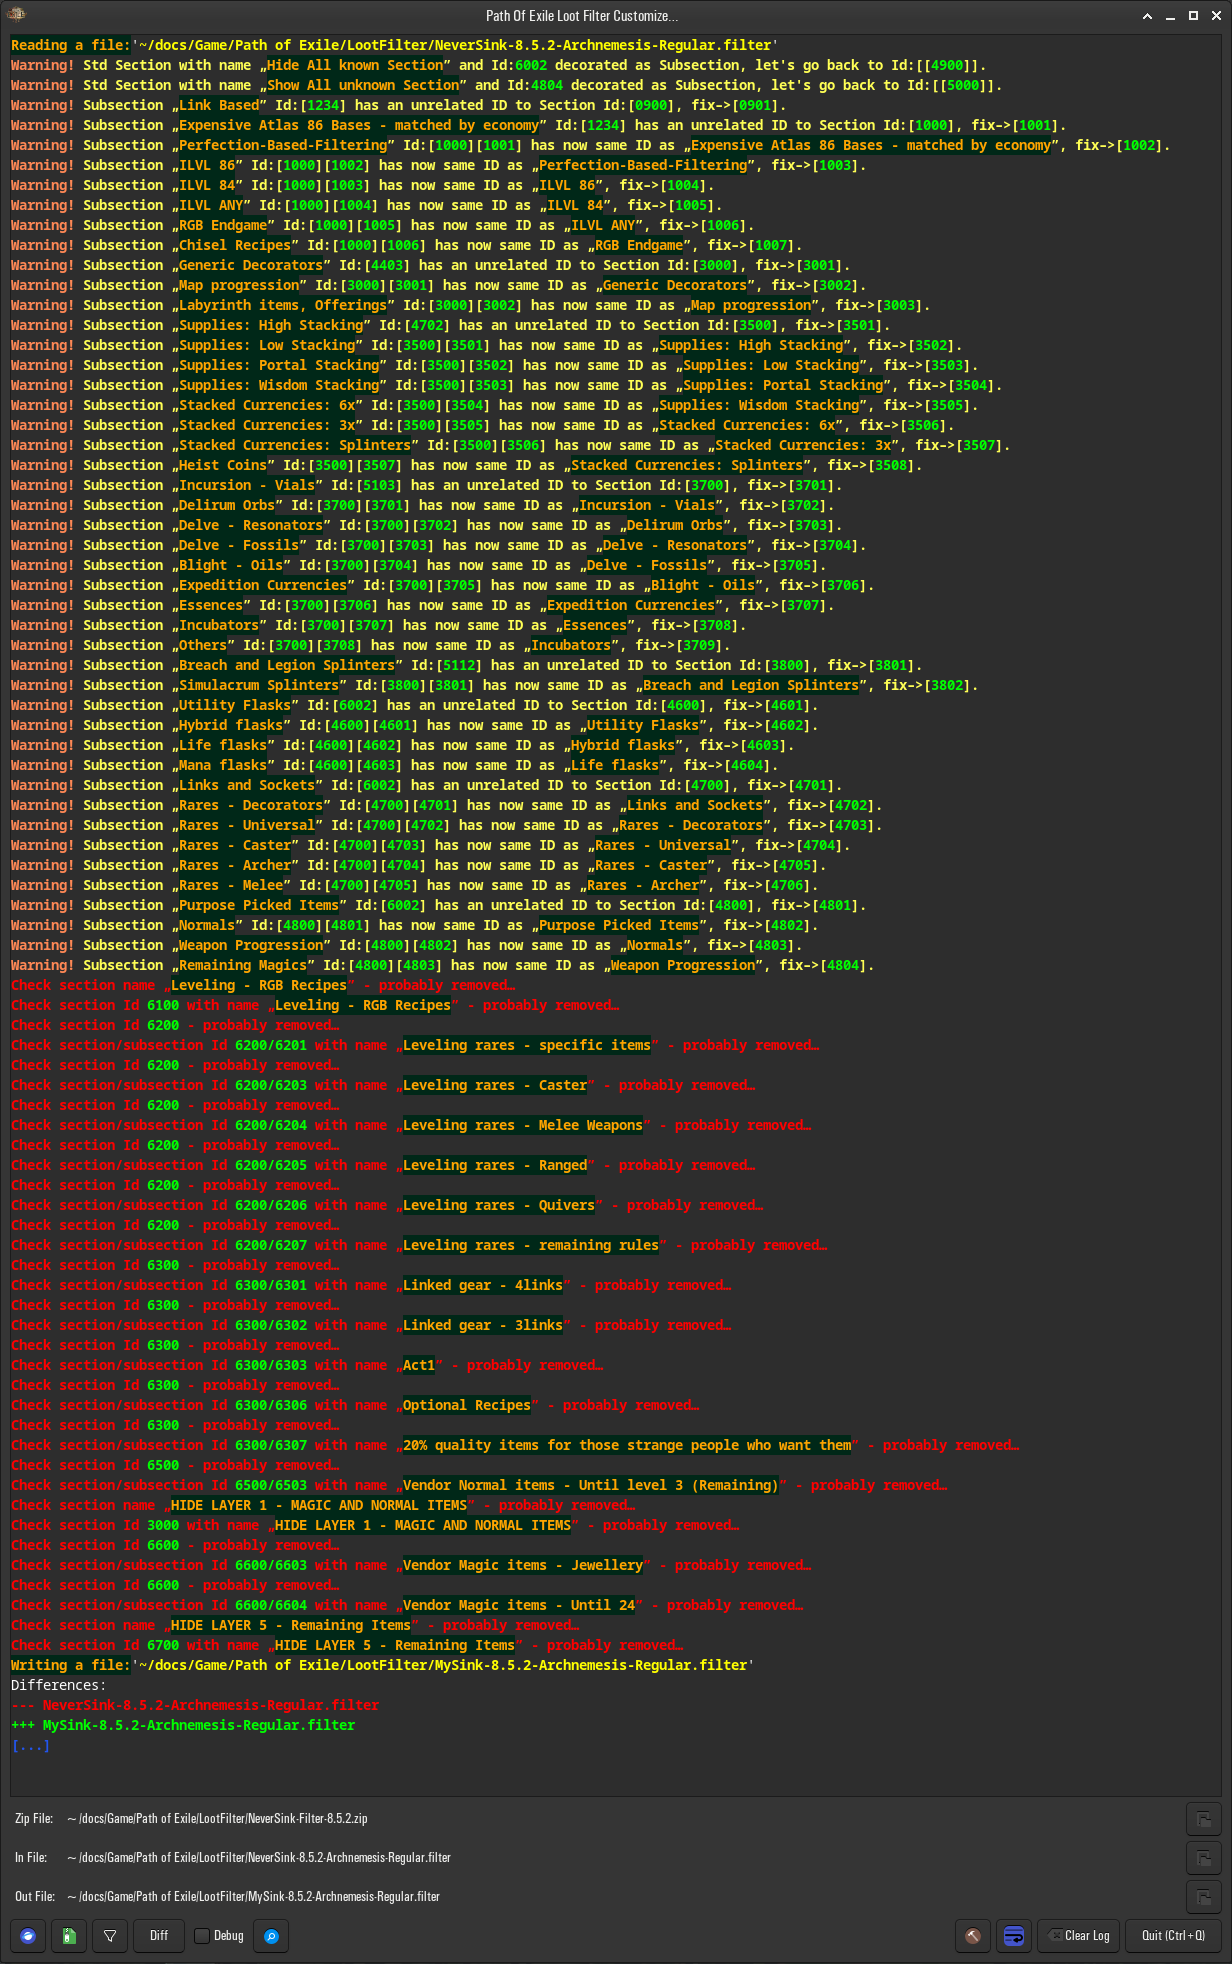 Path Of Exile Loot Filter Customize...
Reading a file:'~/docs/Game/Path of Exile/LootFilter/NeverSink-8.5.2-Archnemesis-Regular.filter'
Warning! Std Section with name „Hide All known Section” and Id:6002 decorated as Subsection, let's go back to Id:[[4900]].
Warning! Std Section with name „Show All unknown Section” and Id:4804 decorated as Subsection, let's go back to Id:[[5000]].
Warning! Subsection „Link Based” Id:[1234] has an unrelated ID to Section Id:[0900], fix->[0901].
Warning! Subsection „Expensive Atlas 86 Bases - matched by economy” Id:[1234] has an unrelated ID to Section Id:[1000], fix->[1001].
Warning! Subsection „Perfection-Based-Filtering” Id:[1000][1001] has now same ID as „Expensive Atlas 86 Bases - matched by economy”, fix->[1002].
Warning! Subsection „ILVL 86” Id:[1000][1002] has now same ID as „Perfection-Based-Filtering”, fix->[1003].
Warning! Subsection „ILVL 84” Id:[1000][1003] has now same ID as „ILVL 86”, fix->[1004].
Warning! Subsection „ILVL ANY” Id:[1000][1004] has now same ID as „ILVL 84”, fix->[1005].
Warning! Subsection „RGB Endgame” Id:[1000][1005] has now same ID as „ILVL ANY”, fix->[1006].
Warning! Subsection „Chisel Recipes” Id:[1000][1006] has now same ID as „RGB Endgame”, fix->[1007].
Warning! Subsection „Generic Decorators” Id:[4403] has an unrelated ID to Section Id:[3000], fix->[3001].
Warning! Subsection „Map progression” Id:[3000][3001] has now same ID as „Generic Decorators”, fix->[3002].
Warning! Subsection „Labyrinth items, Offerings” Id:[3000][3002] has now same ID as „Map progression”, fix->[3003].
Warning! Subsection „Supplies: High Stacking” Id:[4702] has an unrelated ID to Section Id:[3500], fix->[3501].
Warning! Subsection „Supplies: Low Stacking” Id:[3500][3501] has now same ID as „Supplies: High Stacking”, fix->[3502].
Warning! Subsection „Supplies: Portal Stacking” Id:[3500][3502] has now same ID as „Supplies: Low Stacking”, fix->[3503].
Warning! Subsection „Supplies: Wisdom Stacking” Id:[3500][3503] has now same ID as „Supplies: Portal Stacking”, fix->[3504].
Warning! Subsection „Stacked Currencies: 6x” Id:[3500][3504] has now same ID as „Supplies: Wisdom Stacking”, fix->[3505].
Warning! Subsection „Stacked Currencies: 3x” Id:[3500][3505] has now same ID as „Stacked Currencies: 6x”, fix->[3506].
Warning! Subsection „Stacked Currencies: Splinters” Id:[3500][3506] has now same ID as „Stacked Currencies: 3x”, fix->[3507].
Warning! Subsection „Heist Coins” Id:[3500][3507] has now same ID as „Stacked Currencies: Splinters”, fix->[3508].
Warning! Subsection „Incursion - Vials” Id:[5103] has an unrelated ID to Section Id:[3700], fix->[3701].
Warning! Subsection „Delirum Orbs” Id:[3700][3701] has now same ID as „Incursion - Vials”, fix->[3702].
Warning! Subsection „Delve - Resonators” Id:[3700][3702] has now same ID as „Delirum Orbs”, fix->[3703].
Warning! Subsection „Delve - Fossils” Id:[3700][3703] has now same ID as „Delve - Resonators”, fix->[3704].
Warning! Subsection „Blight - Oils” Id:[3700][3704] has now same ID as „Delve - Fossils”, fix->[3705].
Warning! Subsection „Expedition Currencies” Id:[3700][3705] has now same ID as „Blight - Oils”, fix->[3706].
Warning! Subsection „Essences” Id:[3700][3706] has now same ID as „Expedition Currencies”, fix->[3707].
Warning! Subsection „Incubators” Id:[3700][3707] has now same ID as „Essences”, fix->[3708].
Warning! Subsection „Others” Id:[3700][3708] has now same ID as „Incubators”, fix->[3709].
Warning! Subsection „Breach and Legion Splinters” Id:[5112] has an unrelated ID to Section Id:[3800], fix->[3801].
Warning! Subsection „Simulacrum Splinters” Id:[3800][3801] has now same ID as „Breach and Legion Splinters”, fix->[3802].
Warning! Subsection „Utility Flasks” Id:[6002] has an unrelated ID to Section Id:[4600], fix->[4601].
Warning! Subsection „Hybrid flasks” Id:[4600][4601] has now same ID as „Utility Flasks”, fix->[4602].
Warning! Subsection „Life flasks” Id:[4600][4602] has now same ID as „Hybrid flasks”, fix->[4603].
Warning! Subsection „Mana flasks” Id:[4600][4603] has now same ID as „Life flasks”, fix->[4604].
Warning! Subsection „Links and Sockets” Id:[6002] has an unrelated ID to Section Id:[4700], fix->[4701].
Warning! Subsection „Rares - Decorators” Id:[4700][4701] has now same ID as „Links and Sockets”, fix->[4702].
Warning! Subsection „Rares - Universal” Id:[4700][4702] has now same ID as „Rares - Decorators”, fix->[4703].
Warning! Subsection „Rares - Caster” Id:[4700][4703] has now same ID as „Rares - Universal”, fix->[4704].
Warning! Subsection „Rares - Archer” Id:[4700][4704] has now same ID as „Rares - Caster”, fix->[4705].
Warning! Subsection „Rares - Melee” Id:[4700][4705] has now same ID as „Rares - Archer”, fix->[4706].
Warning! Subsection „Purpose Picked Items” Id:[6002] has an unrelated ID to Section Id:[4800], fix->[4801].
Warning! Subsection „Normals” Id:[4800][4801] has now same ID as „Purpose Picked Items”, fix->[4802].
Warning! Subsection „Weapon Progression” Id:[4800][4802] has now same ID as „Normals”, fix->[4803].
Warning! Subsection „Remaining Magics” Id:[4800][4803] has now same ID as „Weapon Progression”, fix->[4804].
Check section name „Leveling - RGB Recipes” - probably removed…
Check section Id 6100 with name „Leveling - RGB Recipes” - probably removed…
Check section Id 6200 - probably removed…
Check section/subsection Id 6200/6201 with name „Leveling rares - specific items” - probably removed…
Check section Id 6200 - probably removed…
Check section/subsection Id 6200/6203 with name „Leveling rares - Caster” - probably removed…
Check section Id 6200 - probably removed…
Check section/subsection Id 6200/6204 with name „Leveling rares - Melee Weapons” - probably removed…
Check section Id 6200 - probably removed…
Check section/subsection Id 6200/6205 with name „Leveling rares - Ranged” - probably removed…
Check section Id 6200 - probably removed…
Check section/subsection Id 6200/6206 with name „Leveling rares - Quivers” - probably removed…
Check section Id 6200 - probably removed…
Check section/subsection Id 6200/6207 with name „Leveling rares - remaining rules” - probably removed…
Check section Id 6300 - probably removed…
Check section/subsection Id 6300/6301 with name „Linked gear - 4links” - probably removed…
Check section Id 6300 - probably removed…
Check section/subsection Id 6300/6302 with name „Linked gear - 3links” - probably removed…
Check section Id 6300 - probably removed…
Check section/subsection Id 6300/6303 with name „Act1” - probably removed…
Check section Id 6300 - probably removed…
Check section/subsection Id 6300/6306 with name „Optional Recipes” - probably removed…
Check section Id 6300 - probably removed…
Check section/subsection Id 6300/6307 with name „20% quality items for those strange people who want them” - probably removed…
Check section Id 6500 - probably removed…
Check section/subsection Id 6500/6503 with name „Vendor Normal items - Until level 3 (Remaining)” - probably removed…
Check section name „HIDE LAYER 1 - MAGIC AND NORMAL ITEMS” - probably removed…
Check section Id 3000 with name „HIDE LAYER 1 - MAGIC AND NORMAL ITEMS” - probably removed…
Check section Id 6600 - probably removed…
Check section/subsection Id 6600/6603 with name „Vendor Magic items - Jewellery” - probably removed…
Check section Id 6600 - probably removed…
Check section/subsection Id 6600/6604 with name „Vendor Magic items - Until 24” - probably removed…
Check section name „HIDE LAYER 5 - Remaining Items” - probably removed…
Check section Id 6700 with name „HIDE LAYER 5 - Remaining Items” - probably removed…
Writing a file:'~/docs/Game/Path of Exile/LootFilter/MySink-8.5.2-Archnemesis-Regular.filter'
Differences:
--- NeverSink-8.5.2-Archnemesis-Regular.filter
+++ MySink-8.5.2-Archnemesis-Regular.filter
[...]
Zip File: ~/docs/Game/Path of Exile/LootFilter/NeverSink-Filter-8.5.2.zip
In File: ~/docs/Game/Path of Exile/LootFilter/NeverSink-8.5.2-Archnemesis-Regular.filter
Out File: ~/docs/Game/Path of Exile/LootFilter/MySink-8.5.2-Archnemesis-Regular.filter
Diff Debug Clear Log Quit (Ctrl+Q)